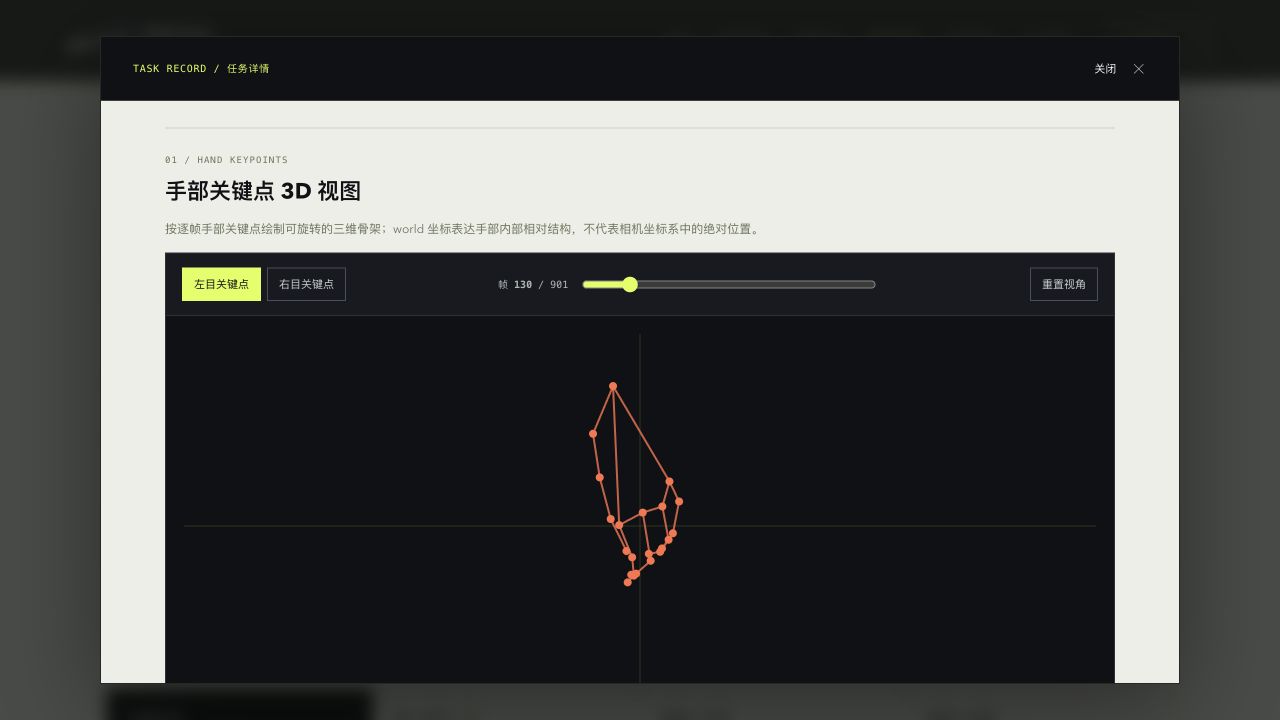 TASK RECORD / 任务详情
关闭
01 / HAND KEYPOINTS
手部关键点 3D 视图
按逐帧手部关键点绘制可旋转的三维骨架；world 坐标表达手部内部相对结构，不代表相机坐标系中的绝对位置。
左目关键点
右目关键点
帧 130 / 901
重置视角